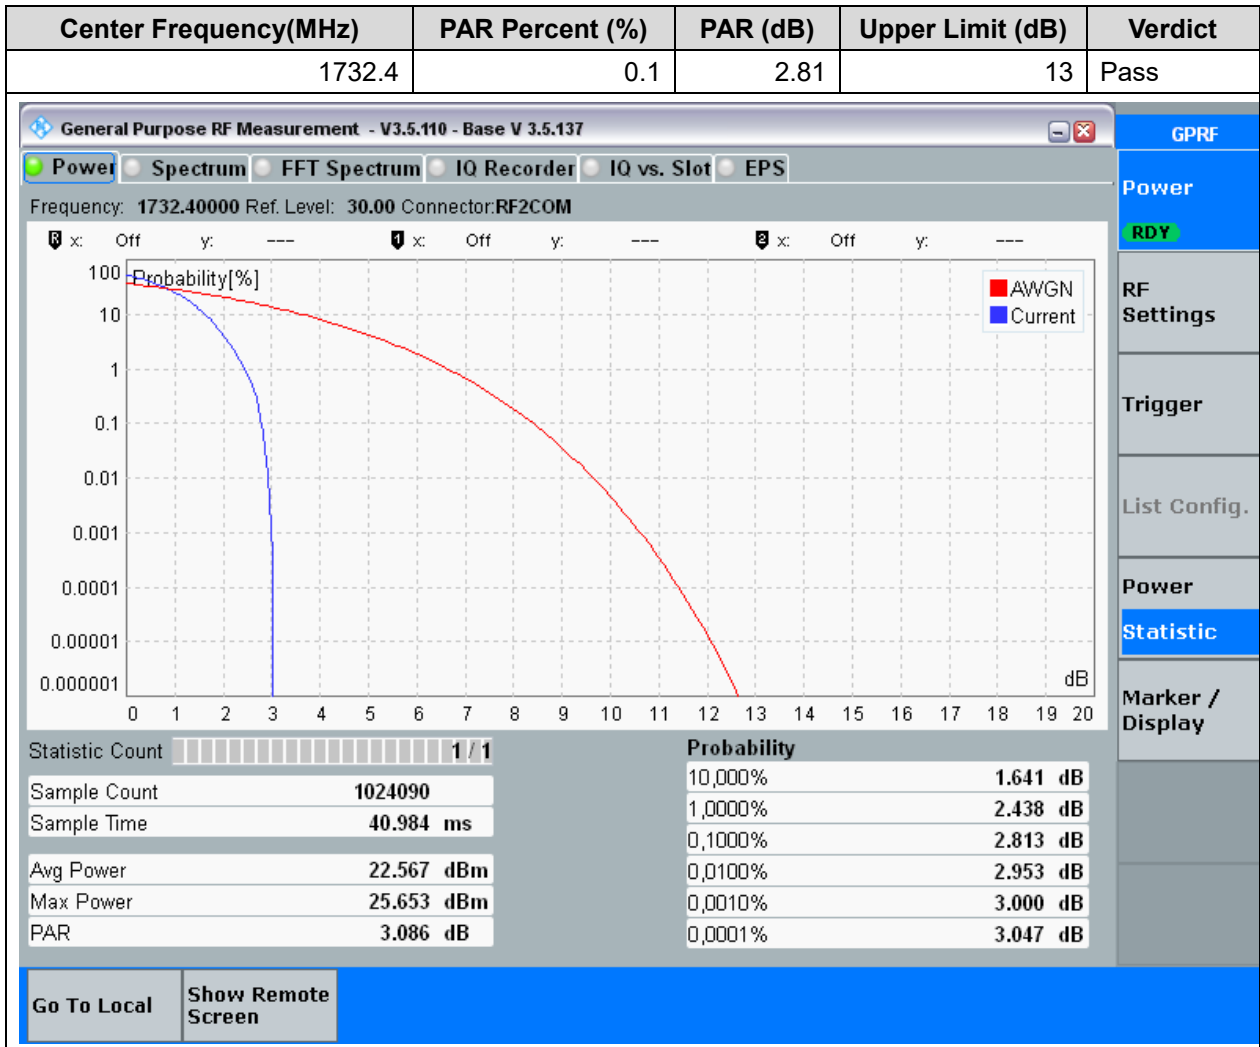 Center Frequency(MHz) PAR Percent (%) PAR (dB) Upper Limit (dB) Verdict
1732.4 0.1 2.81 13 Pass
General Purpose RF Measurement - V3.5.110 - Base V 3.5.137
GPRF
Power Spectrum FFT Spectrum IQ Recorder IQ vs. Slot EPS
Power
RDY
Frequency: 1732.40000 Ref. Level: 30.00 Connector:RF2COM
R x: Off y: --- 1 x: Off y: --- 2 x: Off y: ---
Probability[%]
AWGN
Current
100
10
1
0.1
0.01
0.001
0.0001
0.00001
0.000001
dB
0 1 2 3 4 5 6 7 8 9 10 11 12 13 14 15 16 17 18 19 20
RF
Settings
Trigger
List Config.
Power
Statistic
Marker /
Display
Statistic Count 1 / 1
Sample Count 1024090
Sample Time 40.984 ms
Avg Power 22.567 dBm
Max Power 25.653 dBm
PAR 3.086 dB
Probability
10,000% 1.641 dB
1,0000% 2.438 dB
0,1000% 2.813 dB
0,0100% 2.953 dB
0,0010% 3.000 dB
0,0001% 3.047 dB
Go To Local
Show Remote
Screen